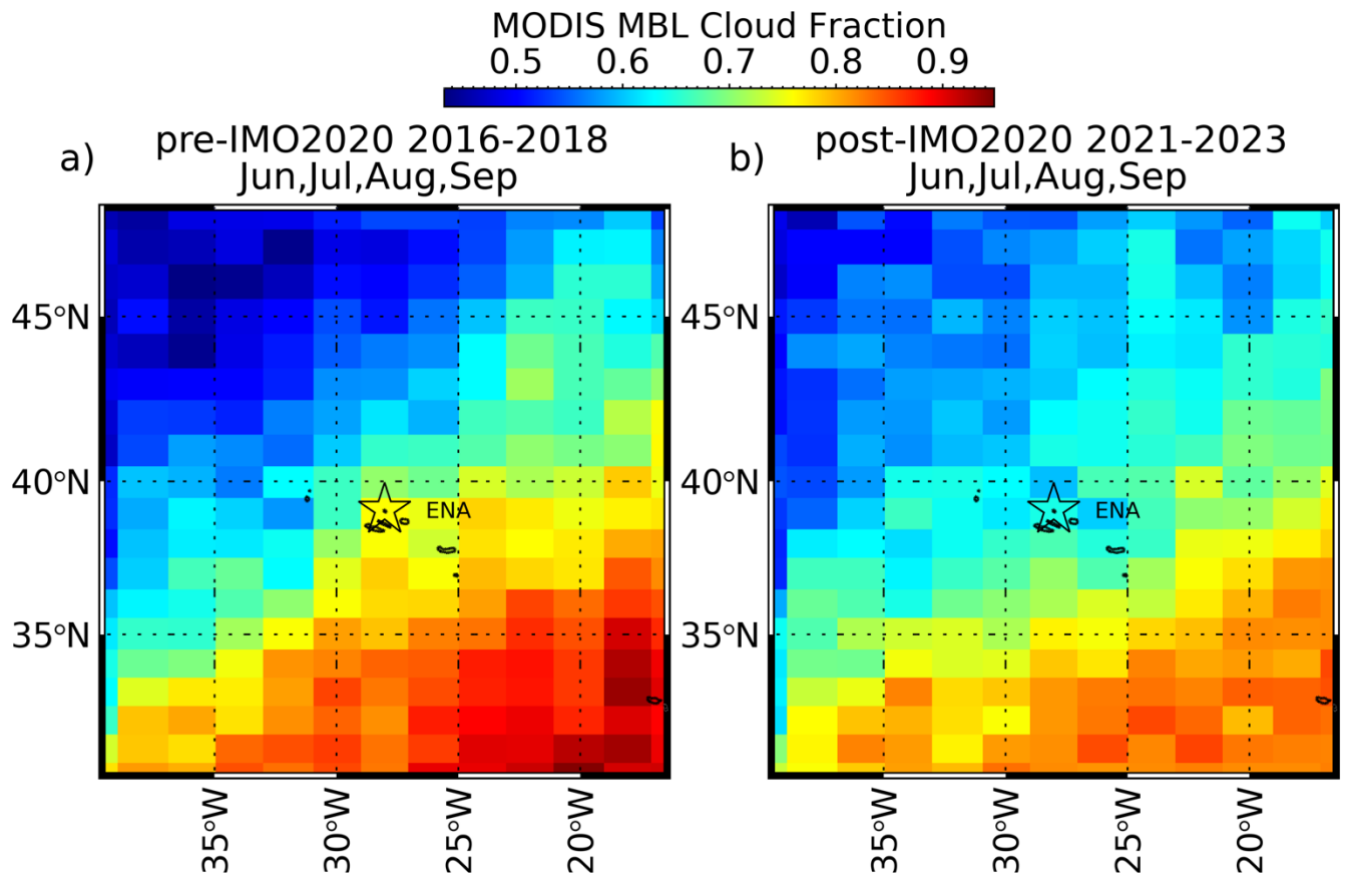 MODIS MBL Cloud Fraction
0.5 0.6 0.7 0.8 0.9
a) pre-IMO2020 2016-2018
Jun,Jul,Aug,Sep
b) post-IMO2020 2021-2023
Jun,Jul,Aug,Sep
45°N
40°N
35°N
ENA
35°W 30°W 25°W 20°W
45°N
40°N
35°N
ENA
35°W 30°W 25°W 20°W